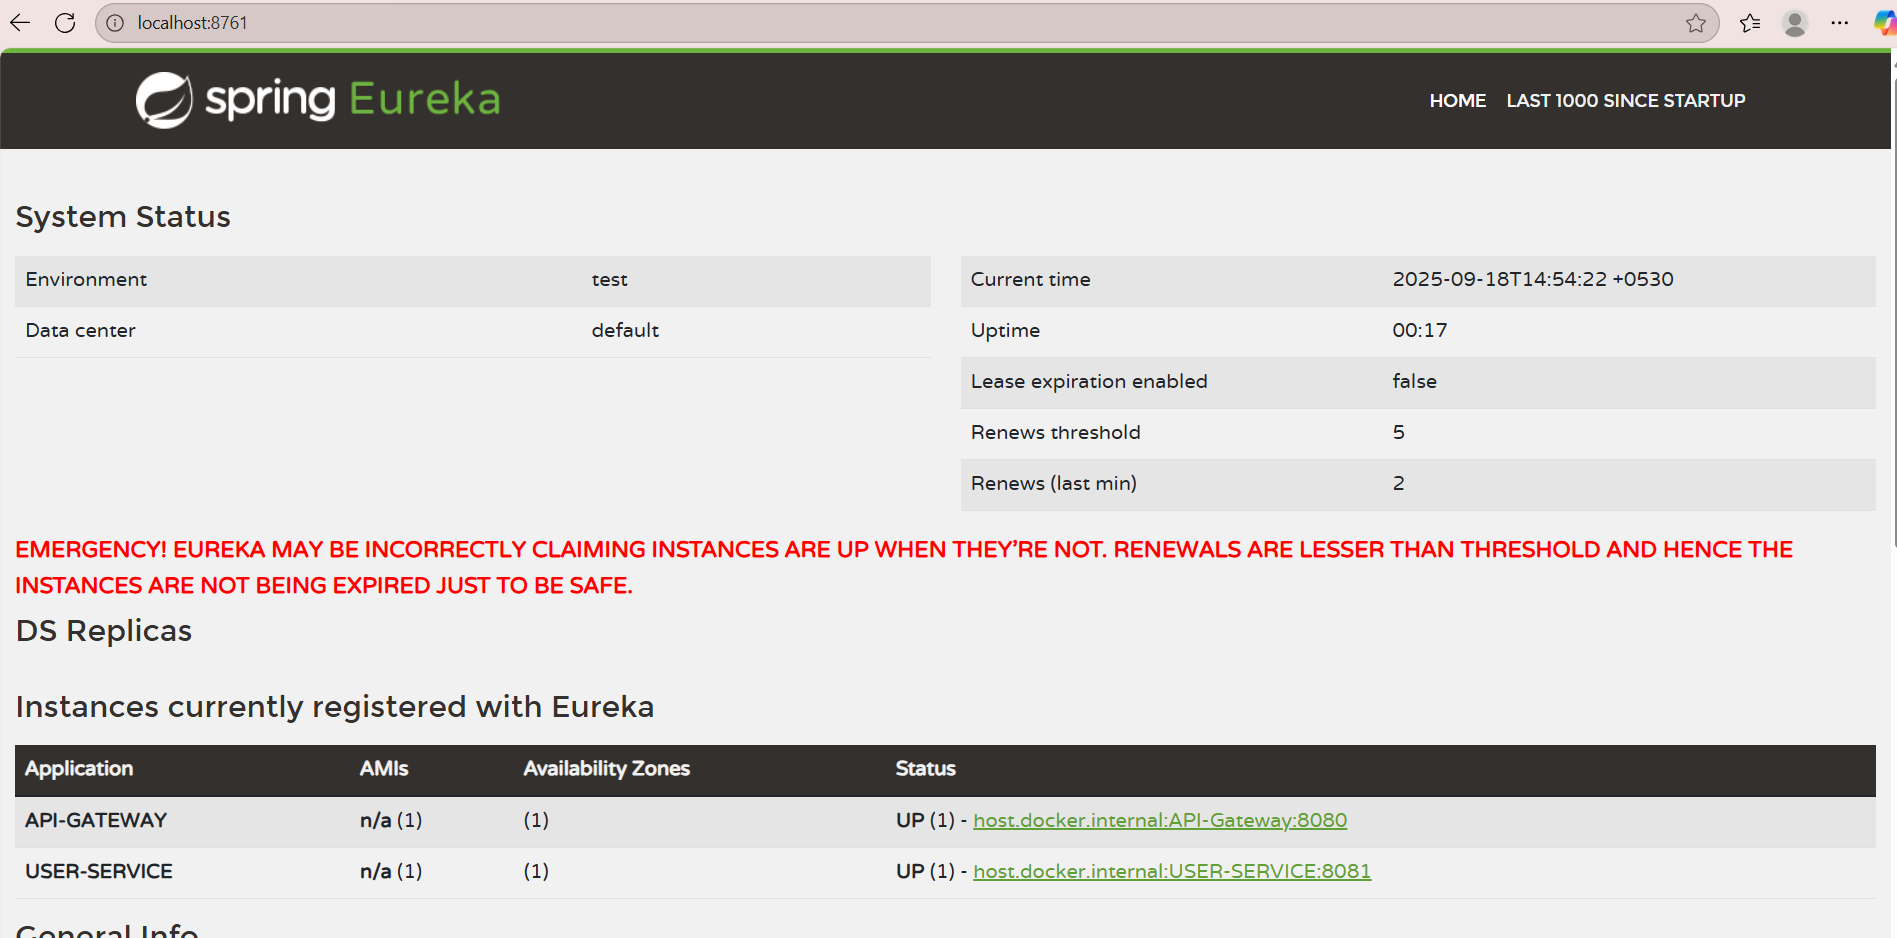 localhost:8761
spring Eureka
HOME LAST 1000 SINCE STARTUP
System Status
Environment test
Data center default
Current time 2025-09-18T14:54:22 +0530
Uptime 00:17
Lease expiration enabled false
Renews threshold 5
Renews (last min) 2
EMERGENCY! EUREKA MAY BE INCORRECTLY CLAIMING INSTANCES ARE UP WHEN THEY’RE NOT. RENEWALS ARE LESSER THAN THRESHOLD AND HENCE THE
INSTANCES ARE NOT BEING EXPIRED JUST TO BE SAFE.
DS Replicas
Instances currently registered with Eureka
Application AMIs Availability Zones Status
API-GATEWAY n/a (1) (1) UP (1) - host.docker.internal:API-Gateway:8080
USER-SERVICE n/a (1) (1) UP (1) - host.docker.internal:USER-SERVICE:8081
General Info